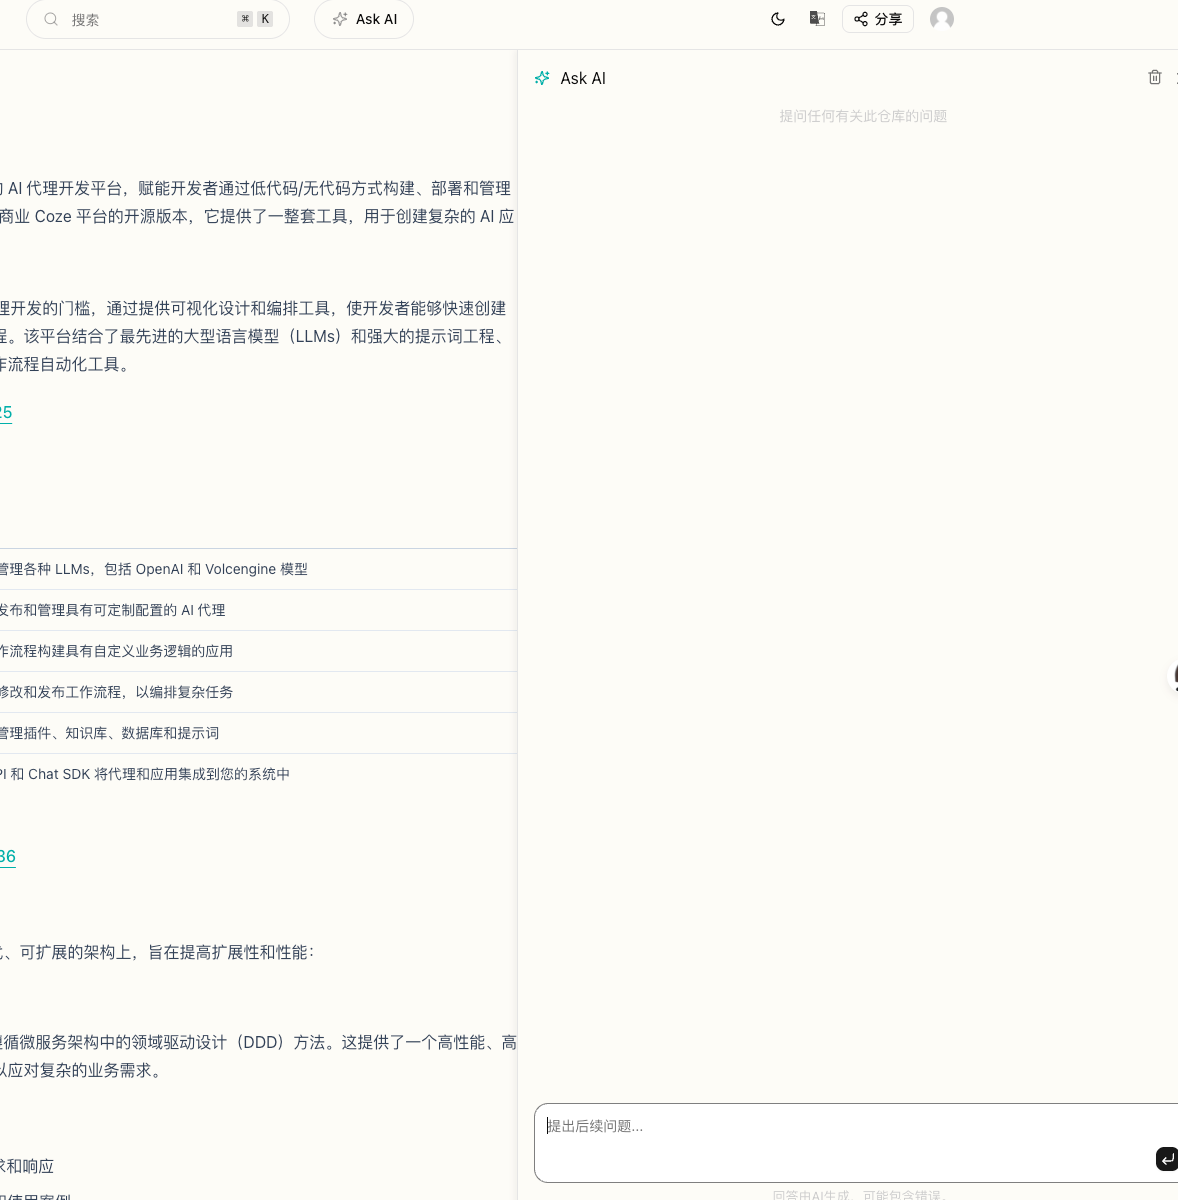 搜索
⌘ K
Ask AI
分享
Ask AI
提问任何有关此仓库的问题
AI 代理开发平台，赋能开发者通过低代码/无代码方式构建、部署和管理
商业 Coze 平台的开源版本，它提供了一整套工具，用于创建复杂的 AI 应
理开发的门槛，通过提供可视化设计和编排工具，使开发者能够快速创建
程。该平台结合了最先进的大型语言模型（LLMs）和强大的提示词工程、
作流程自动化工具。
25
管理各种 LLMs，包括 OpenAI 和 Volcengine 模型
发布和管理具有可定制配置的 AI 代理
作流程构建具有自定义业务逻辑的应用
修改和发布工作流程，以编排复杂任务
管理插件、知识库、数据库和提示词
PI 和 Chat SDK 将代理和应用集成到您的系统中
36
、可扩展的架构上，旨在提高扩展性和性能：
遵循微服务架构中的领域驱动设计（DDD）方法。这提供了一个高性能、高
以应对复杂的业务需求。
求和响应
和使用案例
提出后续问题...
回答由AI生成，可能包含错误。